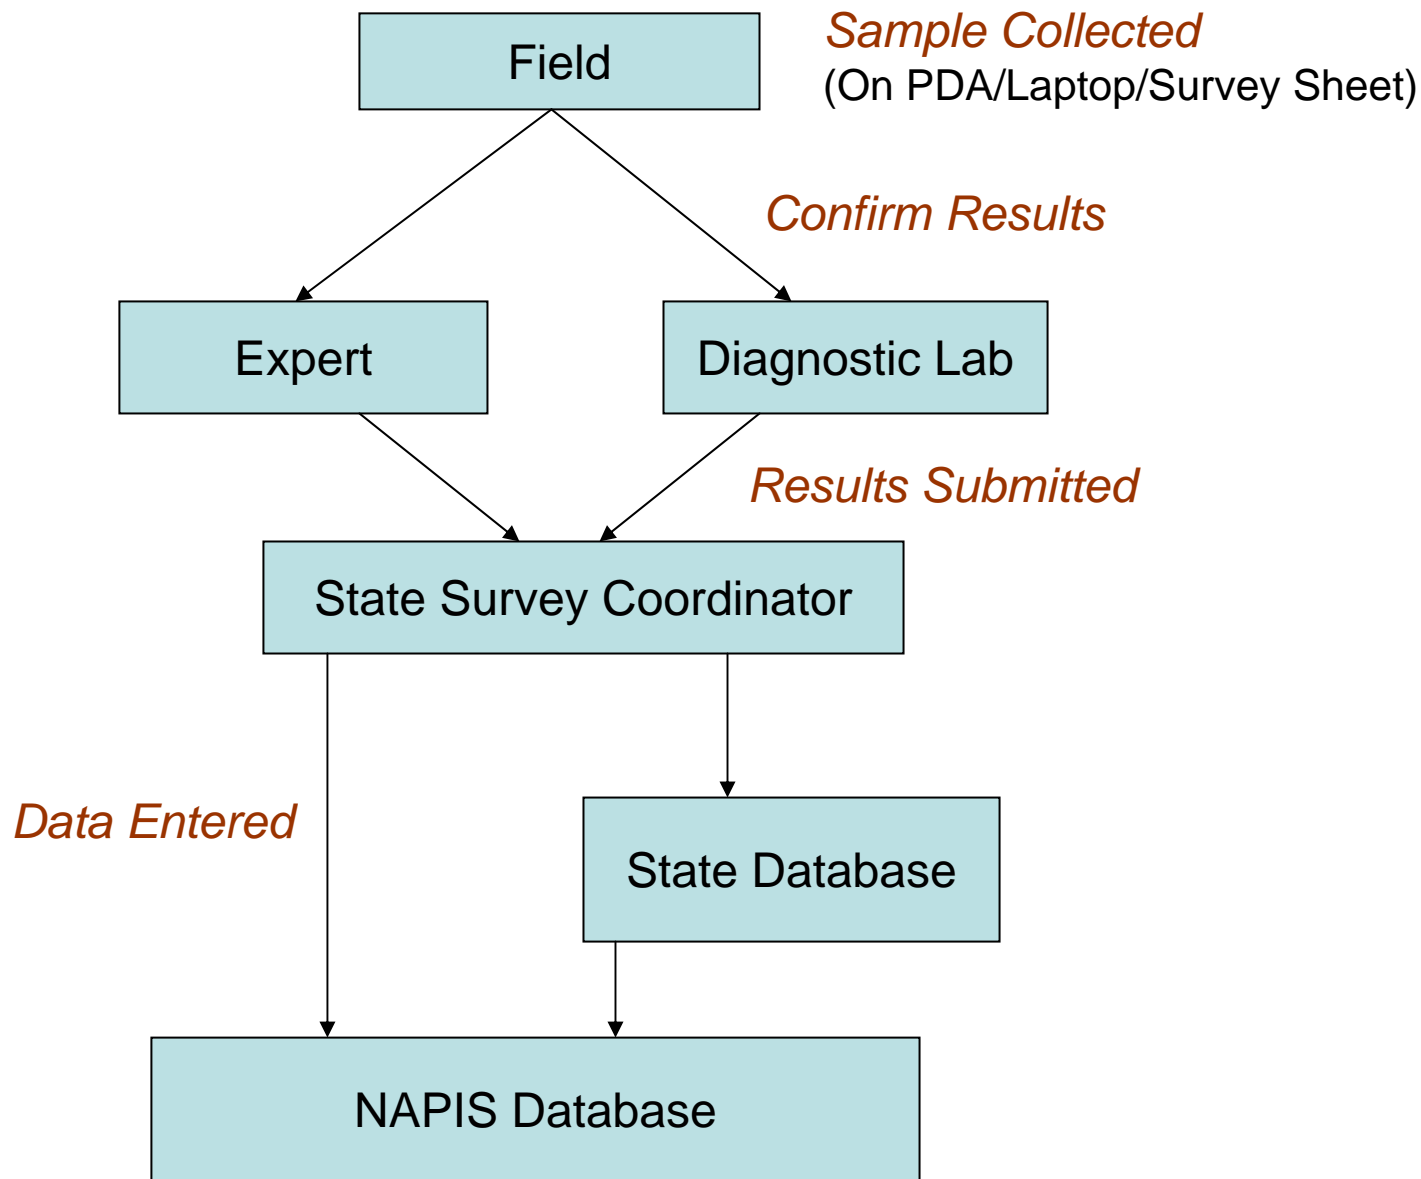 Field
Sample Collected
(On PDA/Laptop/Survey Sheet)
Confirm Results
Expert
Diagnostic Lab
Results Submitted
State Survey Coordinator
Data Entered
State Database
NAPIS Database